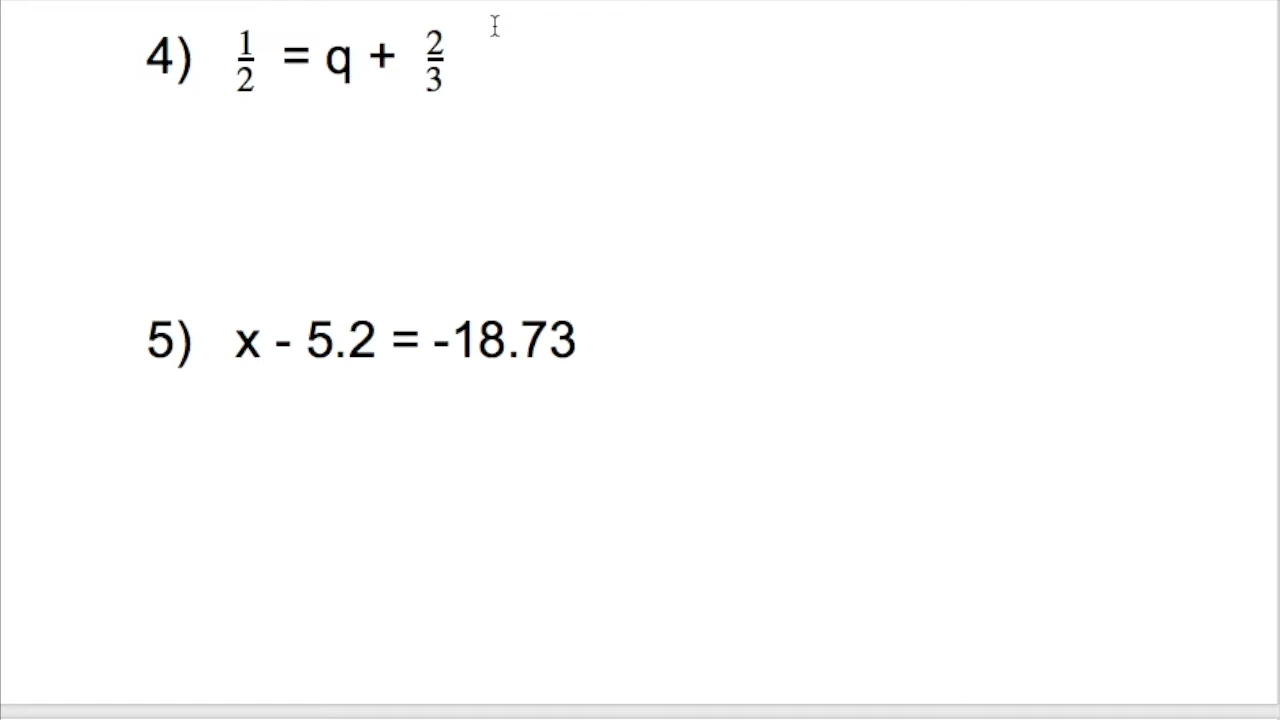 4) 1/2 = q + 2/3
5) x - 5.2 = -18.73